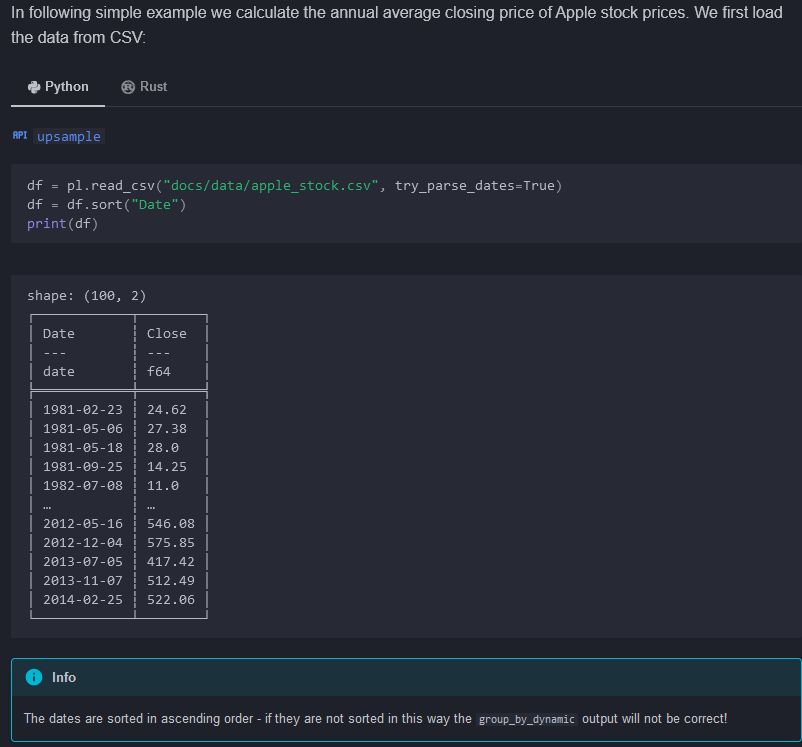 In following simple example we calculate the annual average closing price of Apple stock prices. We first load
the data from CSV:
Python Rust
API upsample
df = pl.read_csv("docs/data/apple_stock.csv", try_parse_dates=True)
df = df.sort("Date")
print(df)
shape: (100, 2)
┌────────────┬────────┐
│ Date       ┆ Close  │
│ ---        ┆ ---    │
│ date       ┆ f64    │
╞════════════╪════════╡
│ 1981-02-23 ┆ 24.62  │
│ 1981-05-06 ┆ 27.38  │
│ 1981-05-18 ┆ 28.0   │
│ 1981-09-25 ┆ 14.25  │
│ 1982-07-08 ┆ 11.0   │
│ …          ┆ …      │
│ 2012-05-16 ┆ 546.08 │
│ 2012-12-04 ┆ 575.85 │
│ 2013-07-05 ┆ 417.42 │
│ 2013-11-07 ┆ 512.49 │
│ 2014-02-25 ┆ 522.06 │
└────────────┴────────┘
Info
The dates are sorted in ascending order - if they are not sorted in this way the group_by_dynamic output will not be correct!